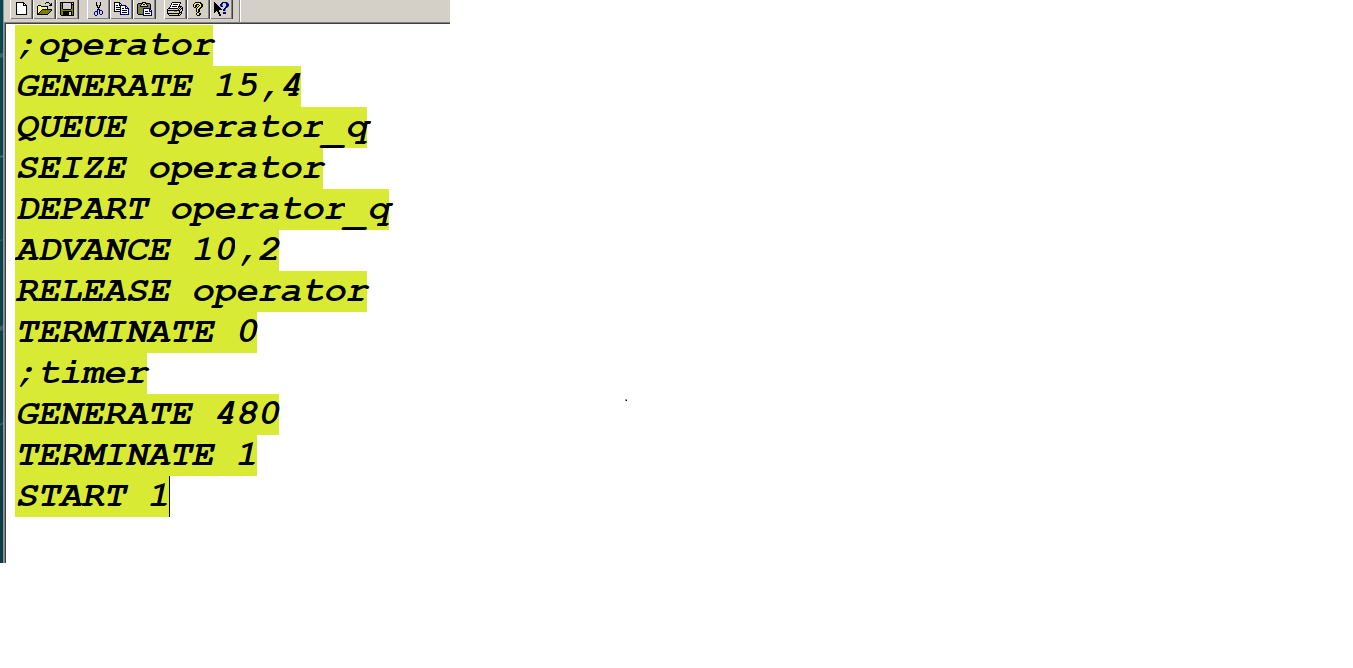 ;operator
GENERATE 15,4
QUEUE operator_q
SEIZE operator
DEPART operator_q
ADVANCE 10,2
RELEASE operator
TERMINATE 0
;timer
GENERATE 480
TERMINATE 1
START 1